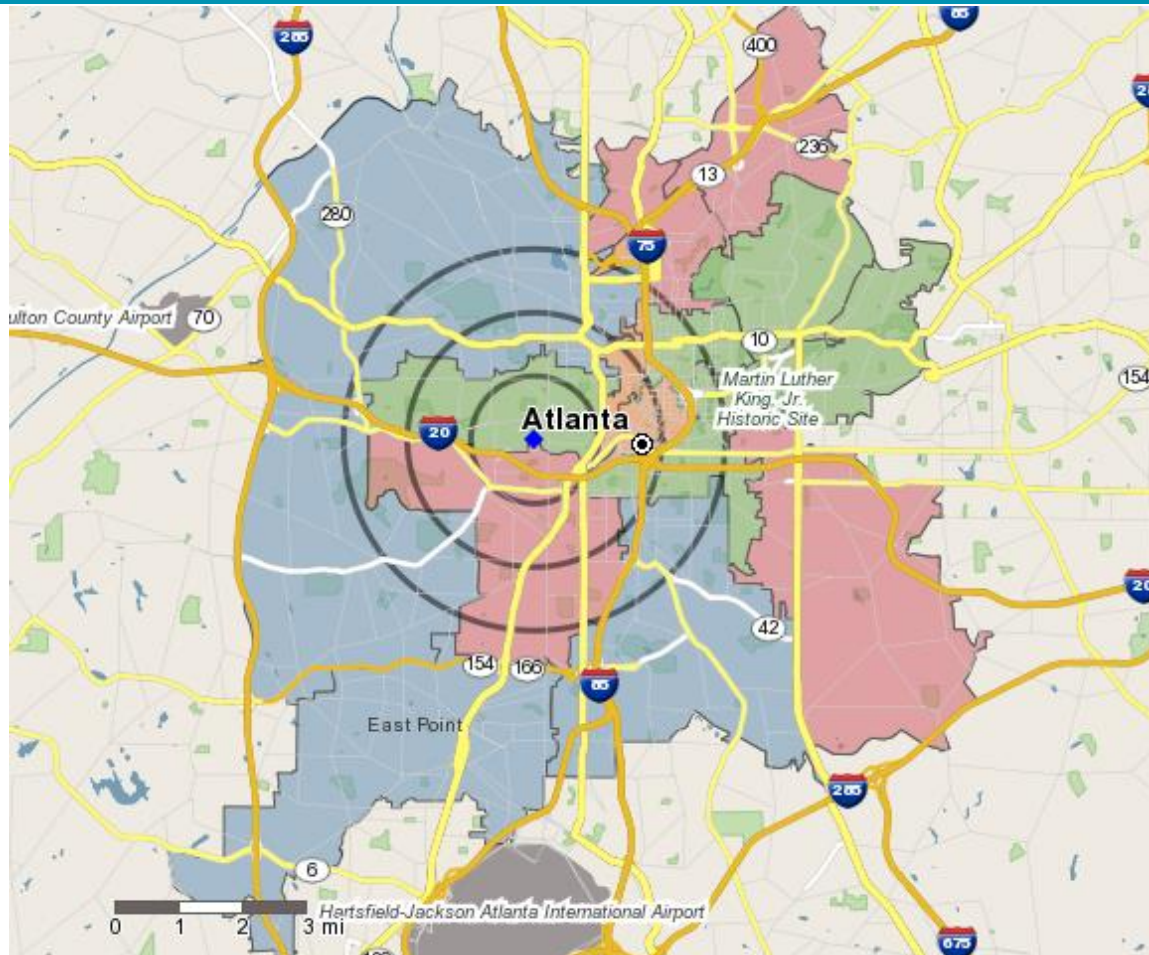 85
285
400
236
13
280
75
ulton County Airport
70
10
154
Martin Luther
King, Jr.
Historic Site
Atlanta
20
20
42
154
166
85
East Point
285
6
Hartsfield-Jackson Atlanta International Airport
0 1 2 3 mi
675